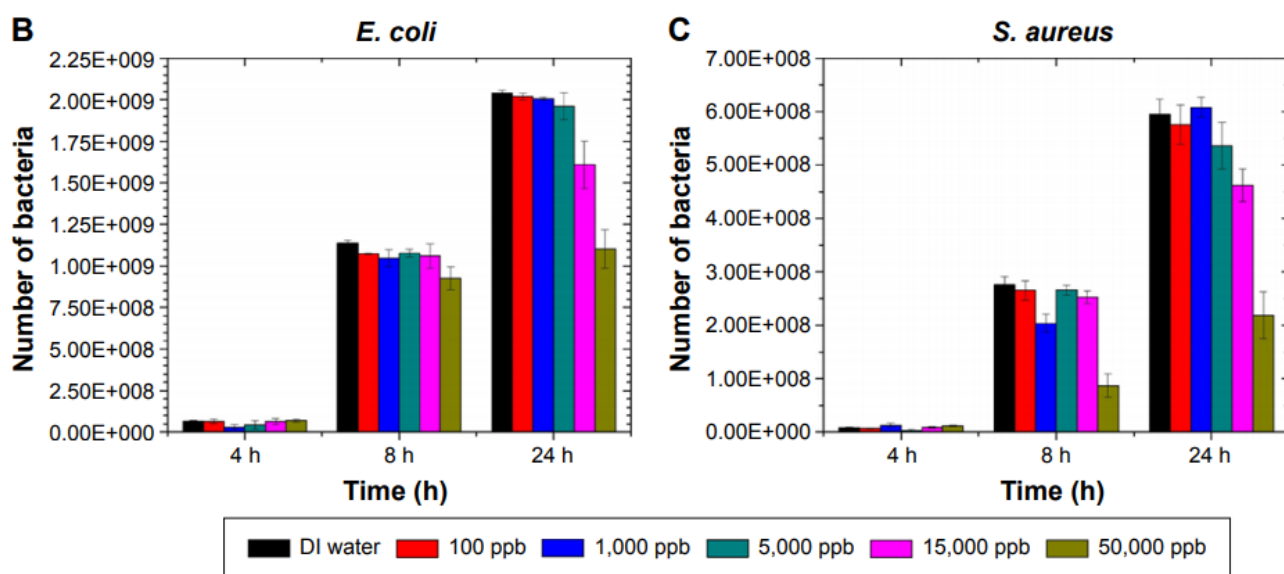 B
E. coli
Number of bacteria
2.25E+009
2.00E+009
1.75E+009
1.50E+009
1.25E+009
1.00E+009
7.50E+008
5.00E+008
2.50E+008
0.00E+000
4 h 8 h 24 h
Time (h)
C
S. aureus
Number of bacteria
7.00E+008
6.00E+008
5.00E+008
4.00E+008
3.00E+008
2.00E+008
1.00E+008
0.00E+000
4 h 8 h 24 h
Time (h)
DI water 100 ppb 1,000 ppb 5,000 ppb 15,000 ppb 50,000 ppb